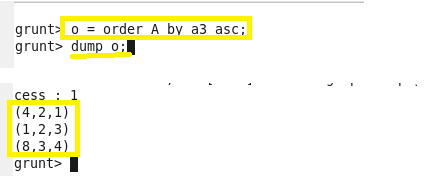 grunt> o = order A by a3 asc;
grunt> dump o;
cess : 1
(4,2,1)
(1,2,3)
(8,3,4)
grunt>